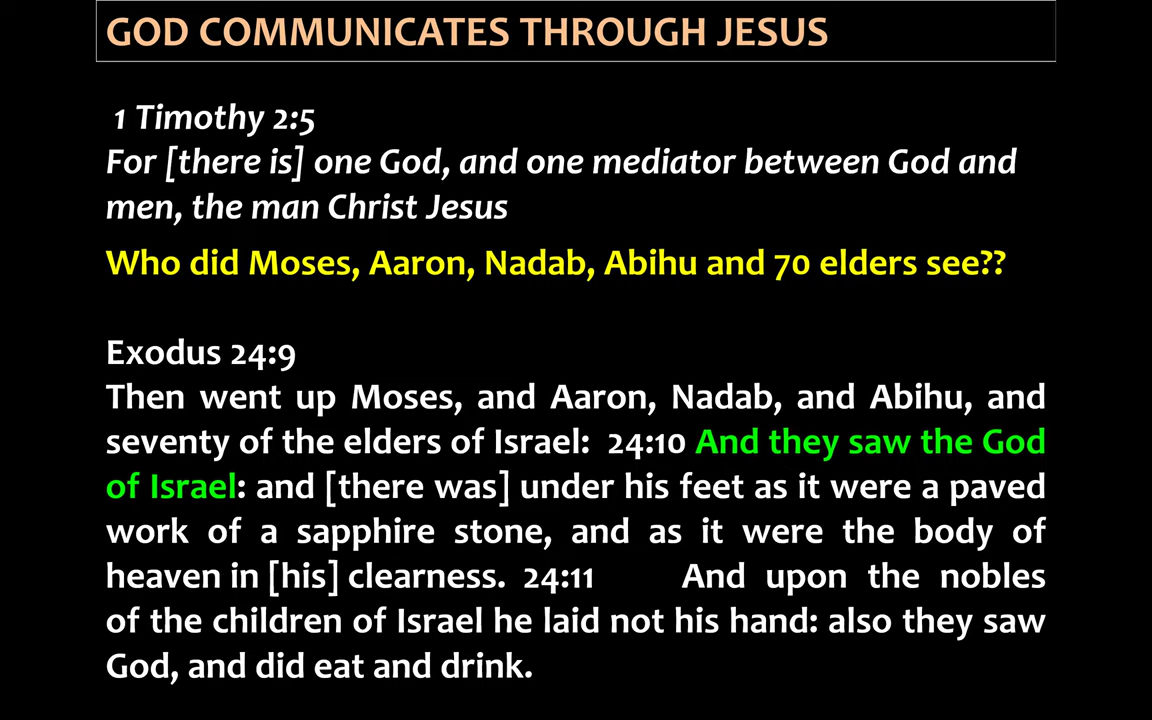 GOD COMMUNICATES THROUGH JESUS
1 Timothy 2:5
For [there is] one God, and one mediator between God and
men, the man Christ Jesus
Who did Moses, Aaron, Nadab, Abihu and 70 elders see??
Exodus 24:9
Then went up Moses, and Aaron, Nadab, and Abihu, and
seventy of the elders of Israel: 24:10 And they saw the God
of Israel: and [there was] under his feet as it were a paved
work of a sapphire stone, and as it were the body of
heaven in [his] clearness. 24:11 And upon the nobles
of the children of Israel he laid not his hand: also they saw
God, and did eat and drink.